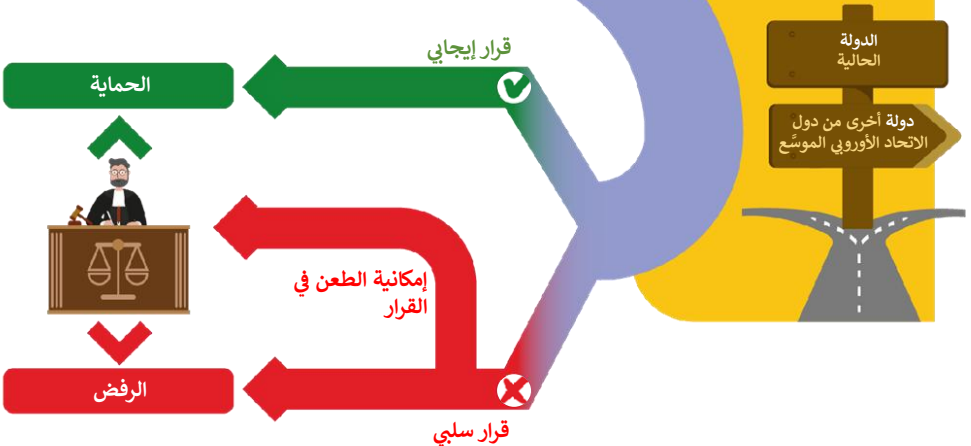 الدولة
الحالية
دولة أخرى من دول
الاتحاد الأوروبي الموسَّع
قرار إيجابي
الحماية
إمكانية الطعن في
القرار
الرفض
قرار سلبي